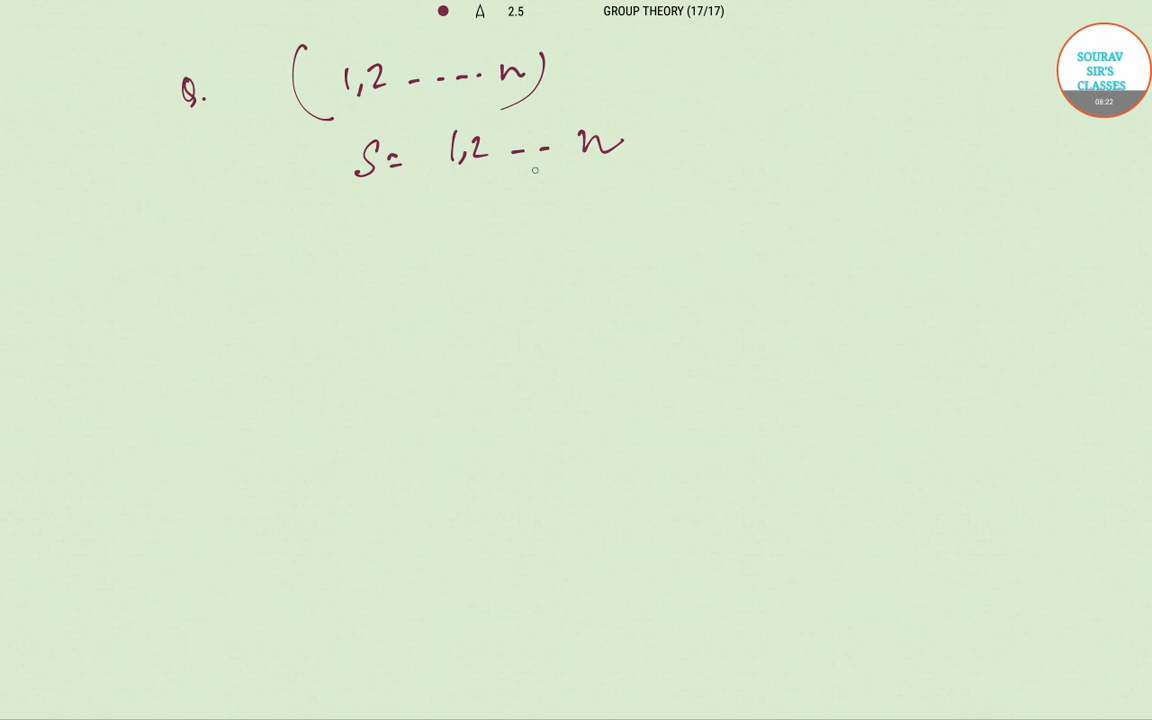 2.5 GROUP THEORY (17/17)
SOURAV
SIR'S
CLASSES
08:22
Q. (1,2 ----- n)
S = 1,2 -- n